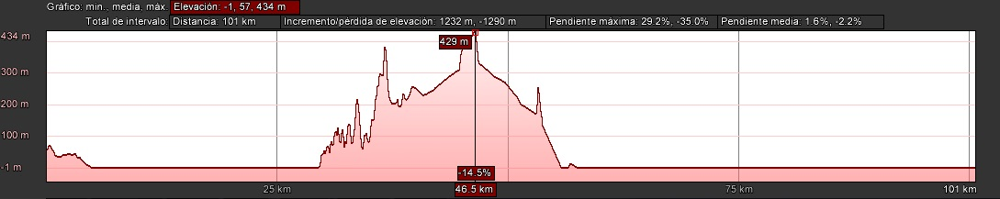 Gráfico: min., media, máx. Elevación: -1, 57, 434 m
Total de intervalo: Distancia: 101 km Incremento/pérdida de elevación: 1232 m, -1290 m Pendiente máxima: 29.2%, -35.0% Pendiente media: 1.6%, -2.2%
434 m
429 m
300 m
200 m
100 m
-1 m
-14.5%
25 km 46.5 km 75 km 101 km